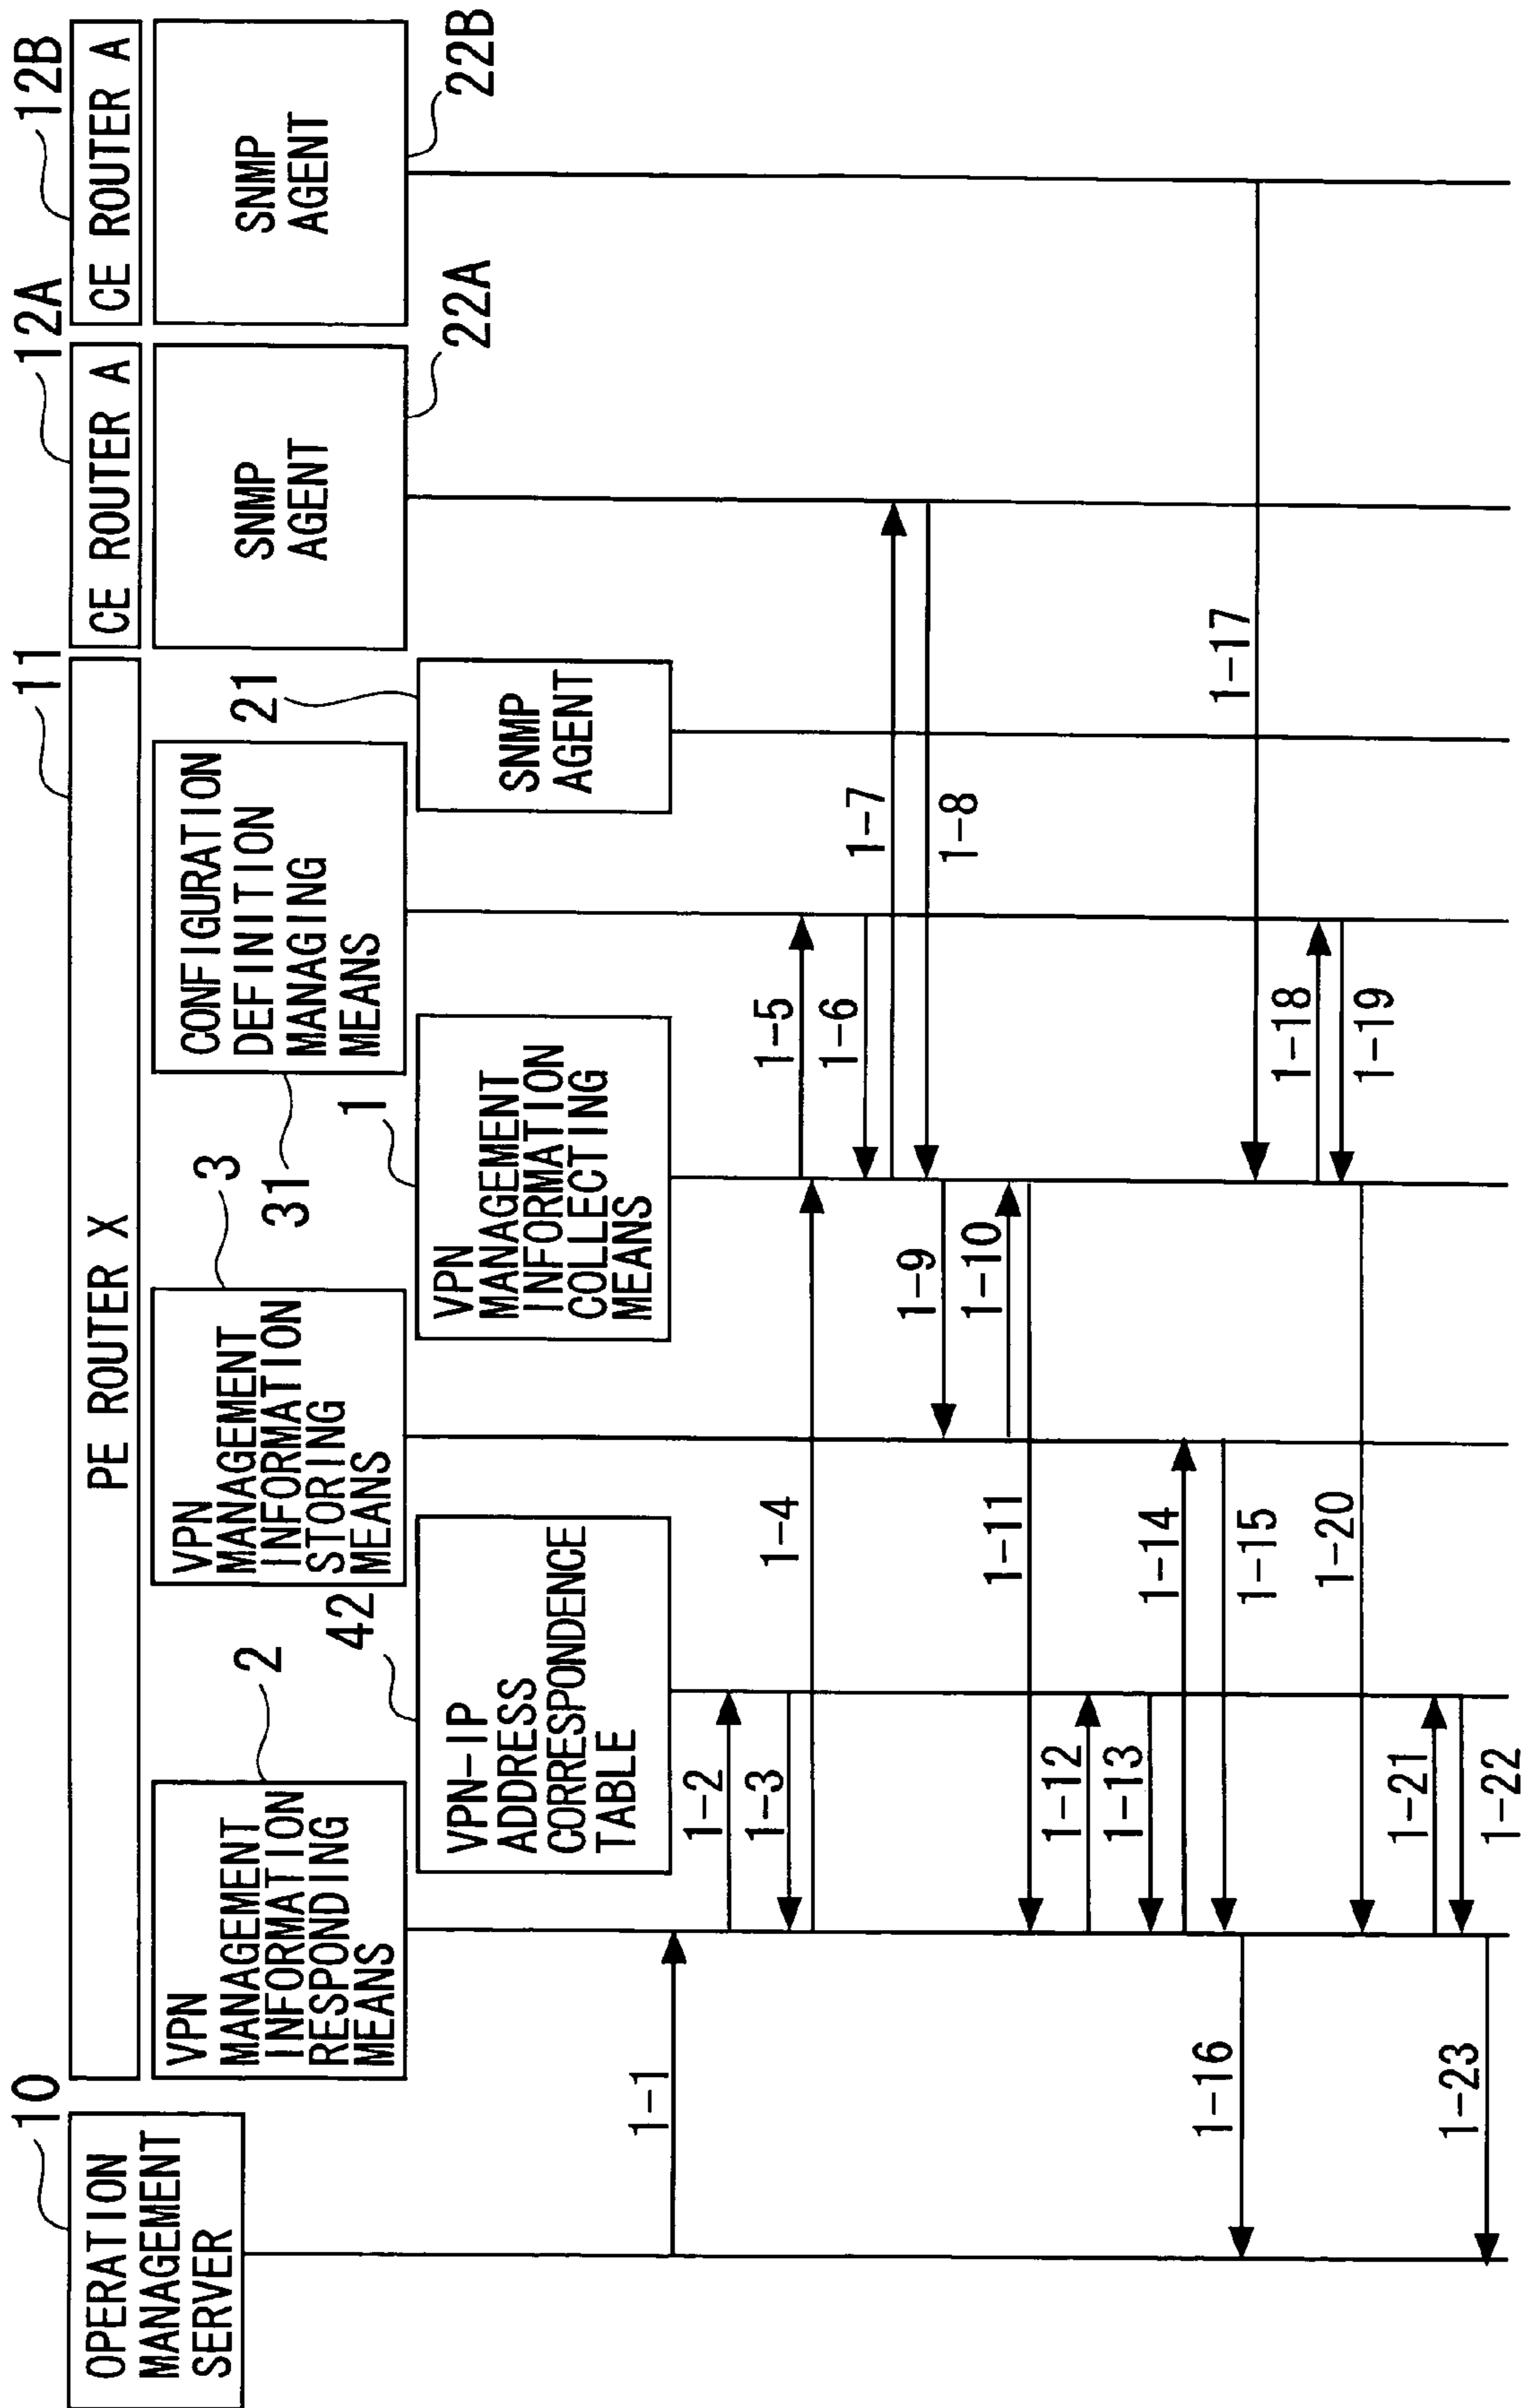 10
OPERATION
MANAGEMENT
SERVER
11
PE ROUTER X
12A
CE ROUTER A
12B
CE ROUTER A
2
VPN
MANAGEMENT
INFORMATION
RESPONDING
MEANS
42
VPN-IP
ADDRESS
CORRESPONDENCE
TABLE
3
VPN
MANAGEMENT
INFORMATION
STORING
MEANS
1
VPN
MANAGEMENT
INFORMATION
COLLECTING
MEANS
31
CONFIGURATION
DEFINITION
MANAGING
MEANS
21
SNMP
AGENT
22A
SNMP
AGENT
22B
SNMP
AGENT
1-1
1-2
1-3
1-4
1-5
1-6
1-7
1-8
1-9
1-10
1-11
1-12
1-13
1-14
1-15
1-16
1-17
1-18
1-19
1-20
1-21
1-22
1-23